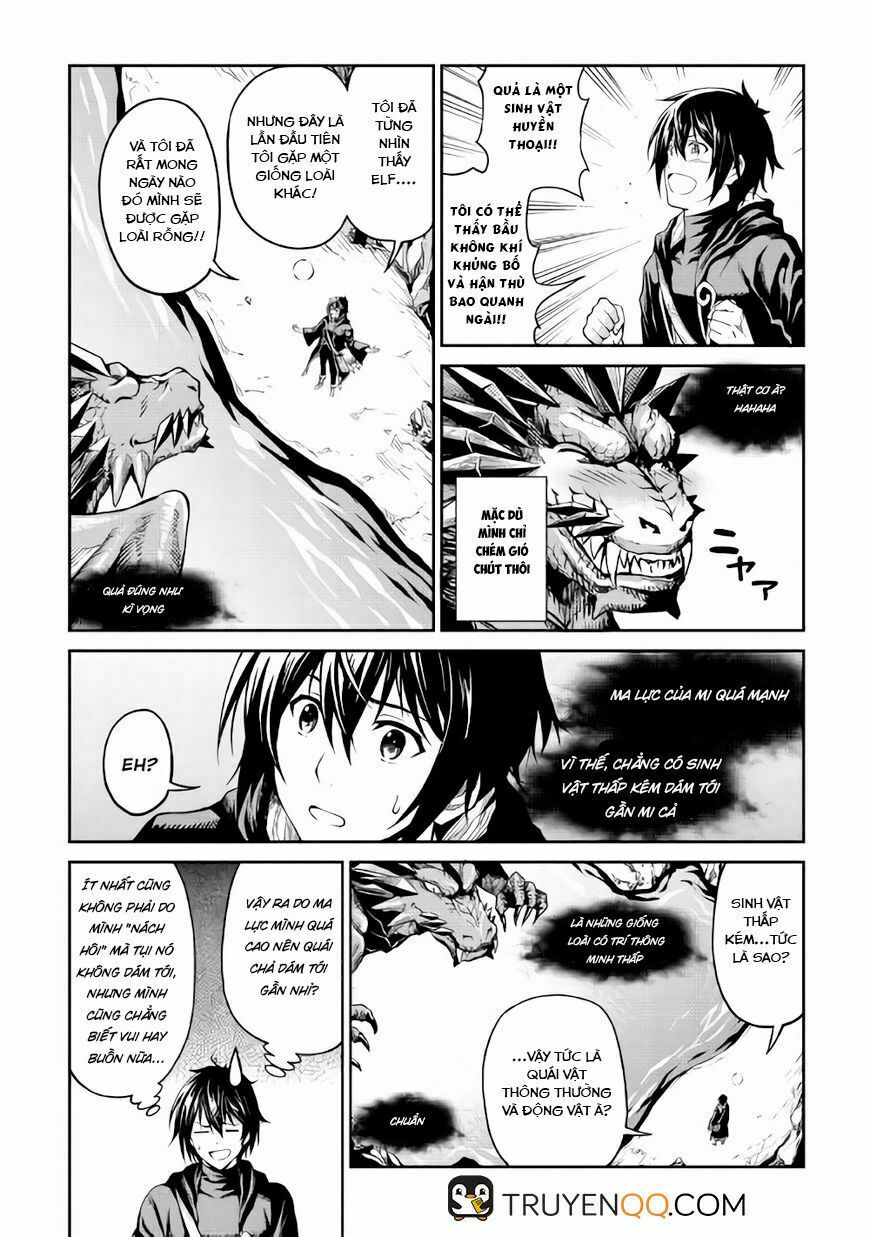 QUẢ LÀ MỘT
SINH VẬT
HUYỀN
THOẠI!!
TÔI CÓ THỂ
THẤY BẦU
KHÔNG KHÍ
KHỦNG BỐ
VÀ HẬN THÙ
BAO QUANH
NGÀI!!
TÔI ĐÃ
TỪNG
NHÌN
THẤY
ELF....
NHƯNG ĐÂY LÀ
LẦN ĐẦU TIÊN
TÔI GẶP MỘT
GIỐNG LOÀI
KHÁC!
VÀ TÔI ĐÃ
RẤT MONG
NGÀY NÀO
ĐÓ MÌNH SẼ
ĐƯỢC GẶP
LOÀI RỒNG!!
QUẢ ĐÚNG NHƯ
KÌ VỌNG
THẬT CƠ À?
HAHAHA
MẶC DÙ
MÌNH CHỈ
CHÉM GIÓ
CHÚT THÔI
ニヤァ
MA LỰC CỦA MI QUÁ MẠNH
VÌ THẾ, CHẲNG CÓ SINH
VẬT THẤP KÉM DÁM TỚI
GẦN MI CẢ
EH?
SINH VẬT
THẤP
KÉM...TỨC
LÀ SAO?
LÀ NHỮNG GIỐNG
LOÀI CÓ TRÍ THÔNG
MINH THẤP
...VẬY TỨC LÀ
QUÁI VẬT
THÔNG THƯỜNG
VÀ ĐỘNG VẬT À?
CHUẨN
VẬY RA DO MA
LỰC MÌNH QUÁ
CAO NÊN QUÁI
CHẢ DÁM TỚI
GẦN NHỈ?
ÍT NHẤT CŨNG
KHÔNG PHẢI DO
MÌNH "NÁCH
HÔI" MÀ TỤI NÓ
KHÔNG DÁM TỚI,
NHƯNG MÌNH
CŨNG CHẲNG
BIẾT VUI HAY
BUỒN NỮA...
TRUYENQQ.COM